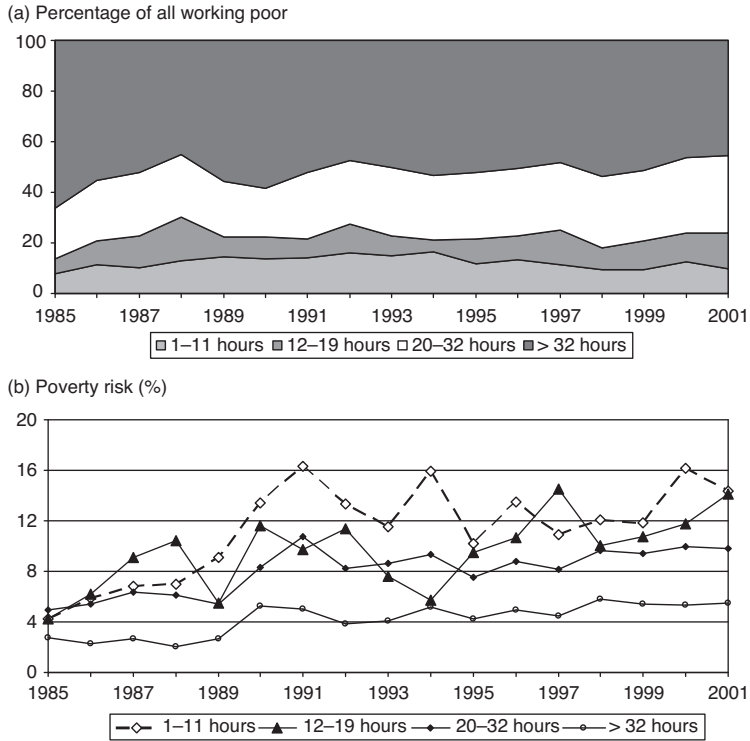 (a) Percentage of all working poor
100
80
60
40
20
0
1985 1987 1989 1991 1993 1995 1997 1999 2001
1–11 hours 12–19 hours 20–32 hours > 32 hours
(b) Poverty risk (%)
20
16
12
8
4
0
1985 1987 1989 1991 1993 1995 1997 1999 2001
1–11 hours 12–19 hours 20–32 hours > 32 hours